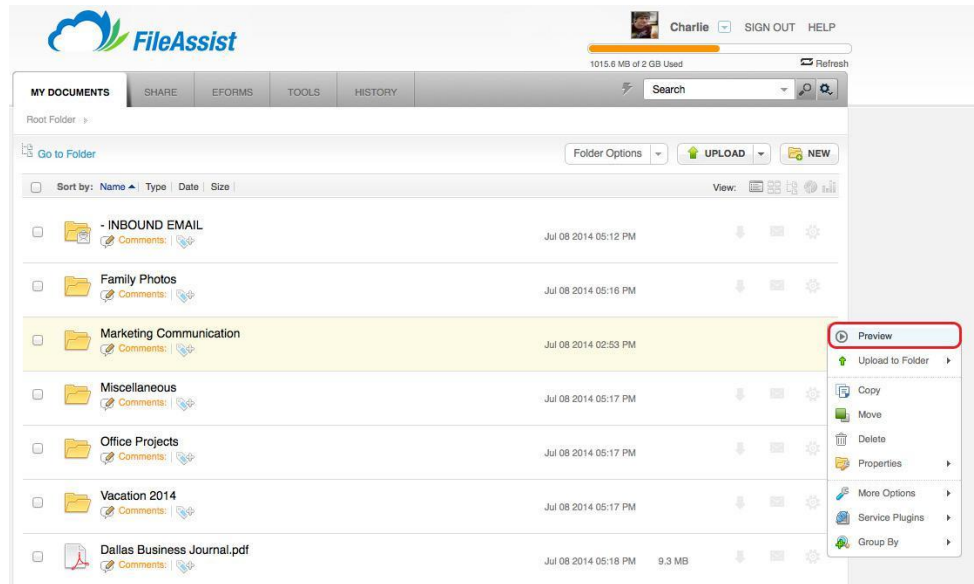 FileAssist
Charlie SIGN OUT HELP
1015.6 MB of 2 GB Used Refresh
MY DOCUMENTS SHARE EFORMS TOOLS HISTORY Search
Root Folder
Go to Folder Folder Options UPLOAD NEW
Sort by: Name Type Date Size View:
- INBOUND EMAIL
Comments: Jul 08 2014 05:12 PM
Family Photos
Comments: Jul 08 2014 05:16 PM
Marketing Communication
Comments: Jul 08 2014 02:53 PM
Miscellaneous
Comments: Jul 08 2014 05:17 PM
Office Projects
Comments: Jul 08 2014 05:17 PM
Vacation 2014
Comments: Jul 08 2014 05:17 PM
Dallas Business Journal.pdf
Comments: Jul 08 2014 05:18 PM 9.3 MB
Preview
Upload to Folder
Copy
Move
Delete
Properties
More Options
Service Plugins
Group By